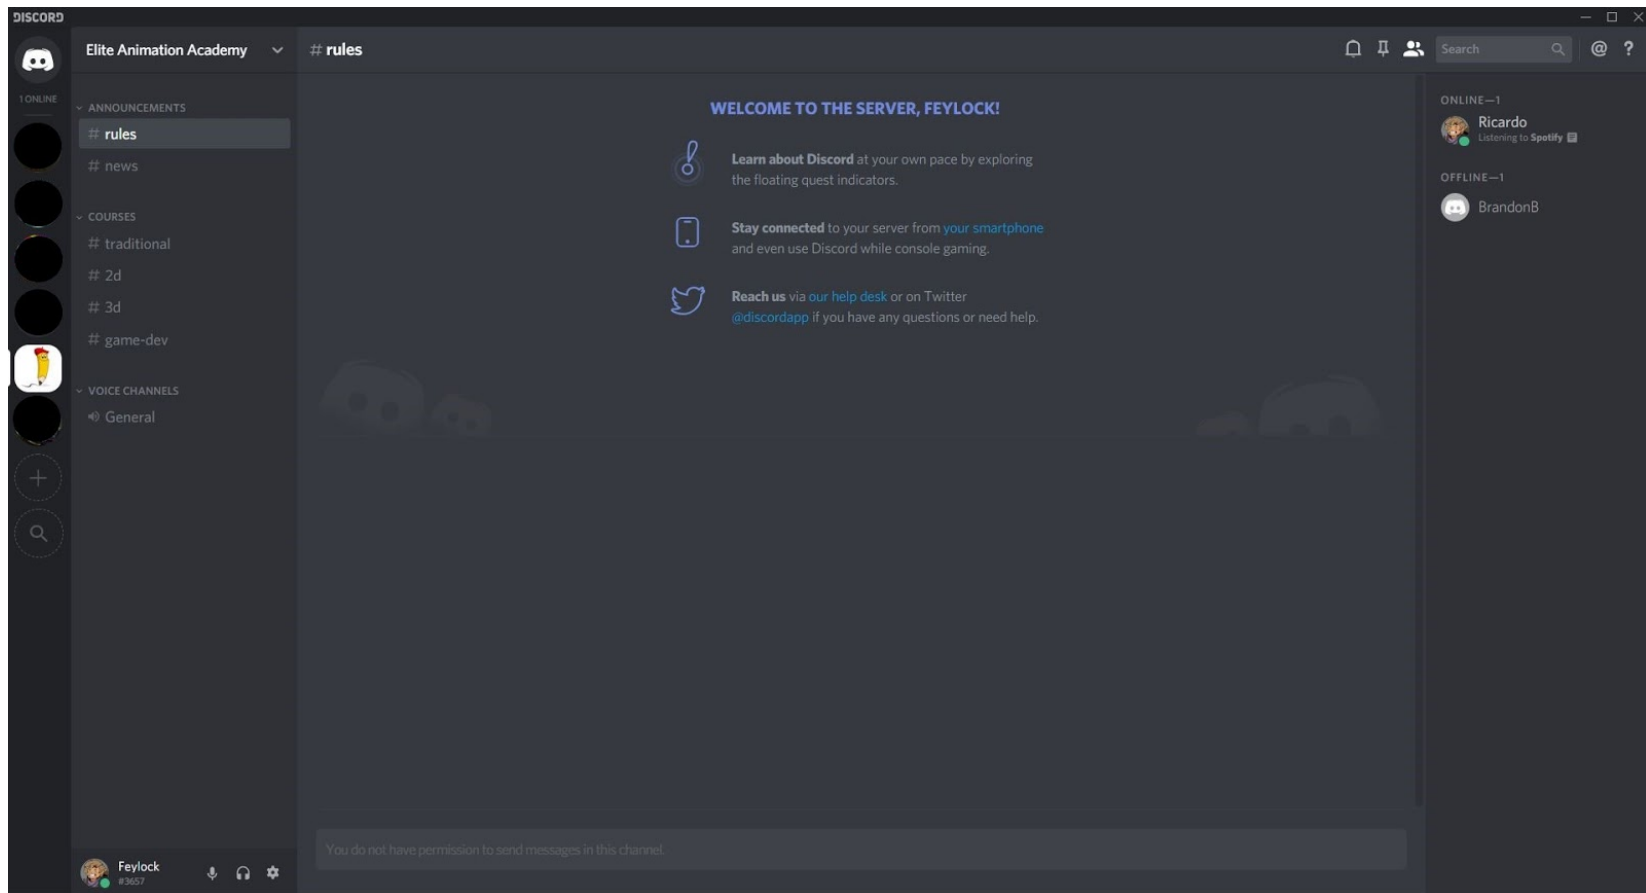 DISCORD
Elite Animation Academy
# rules
Search
@
?
1 ONLINE
ANNOUNCEMENTS
# rules
# news
COURSES
# traditional
# 2d
# 3d
# game-dev
VOICE CHANNELS
General
WELCOME TO THE SERVER, FEYLOCK!
Learn about Discord at your own pace by exploring
the floating quest indicators.
Stay connected to your server from your smartphone
and even use Discord while console gaming.
Reach us via our help desk or on Twitter
@discordapp if you have any questions or need help.
You do not have permission to send messages in this channel.
ONLINE—1
Ricardo
Listening to Spotify
OFFLINE—1
BrandonB
Feylock
#3657